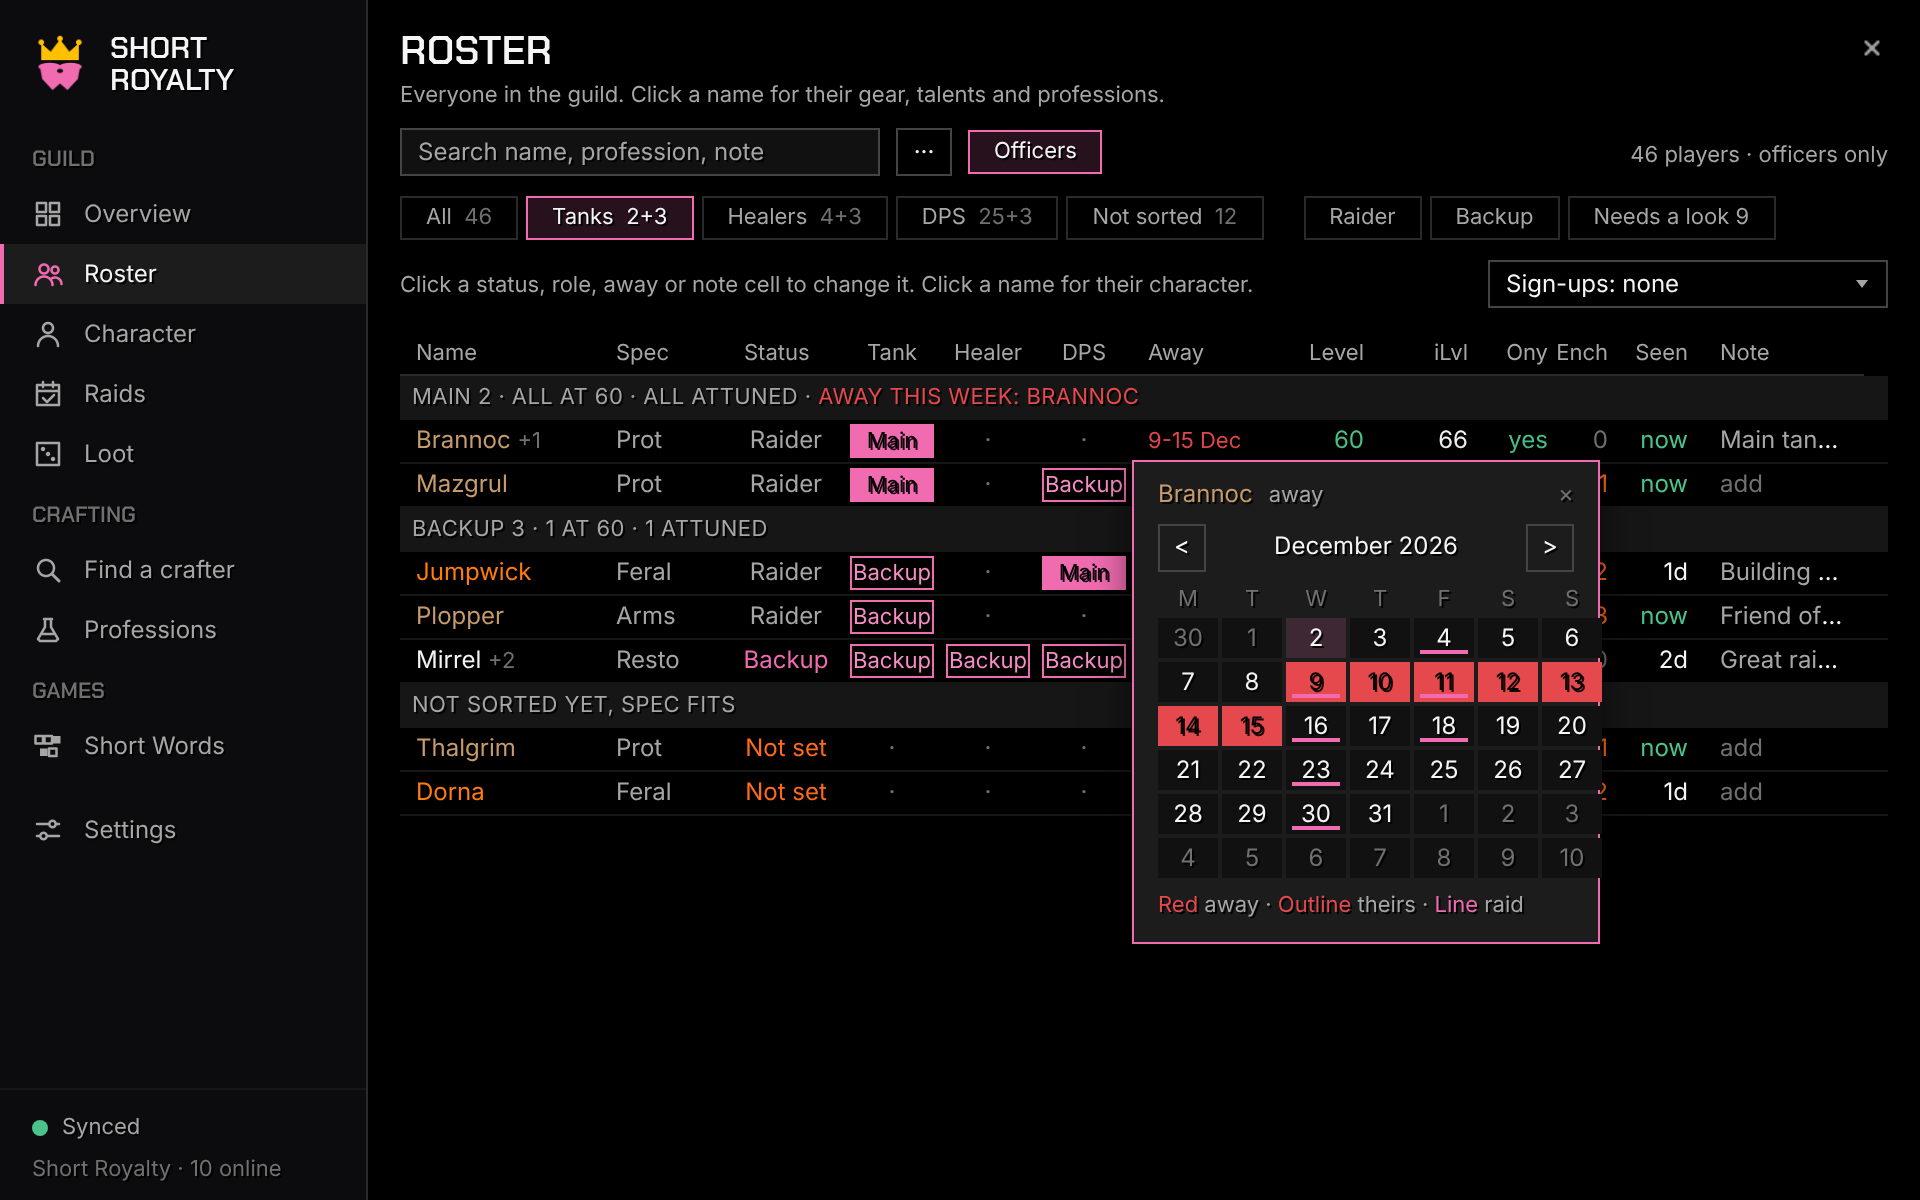 SHORT
ROYALTY
GUILD
Overview
Roster
Character
Raids
Loot
CRAFTING
Find a crafter
Professions
GAMES
Short Words
Settings
Synced
Short Royalty · 10 online
ROSTER
Everyone in the guild. Click a name for their gear, talents and professions.
Search name, profession, note ... Officers 46 players · officers only
All 46 Tanks 2+3 Healers 4+3 DPS 25+3 Not sorted 12 Raider Backup Needs a look 9
Click a status, role, away or note cell to change it. Click a name for their character. Sign-ups: none
Name Spec Status Tank Healer DPS Away Level iLvl Ony Ench Seen Note
MAIN 2 · ALL AT 60 · ALL ATTUNED · AWAY THIS WEEK: BRANNOC
Brannoc +1 Prot Raider Main · · 9-15 Dec 60 66 yes 0 now Main tan...
Mazgrul Prot Raider Main · Backup 1 now add
BACKUP 3 · 1 AT 60 · 1 ATTUNED
Jumpwick Feral Raider Backup · Main 2 1d Building ...
Plopper Arms Raider Backup · · 3 now Friend of...
Mirrel +2 Resto Backup Backup Backup Backup 0 2d Great rai...
NOT SORTED YET, SPEC FITS
Thalgrim Prot Not set · · · 1 now add
Dorna Feral Not set · · · 2 1d add
Brannoc away ×
< December 2026 >
M T W T F S S
30 1 2 3 4 5 6
7 8 9 10 11 12 13
14 15 16 17 18 19 20
21 22 23 24 25 26 27
28 29 30 31 1 2 3
4 5 6 7 8 9 10
Red away · Outline theirs · Line raid